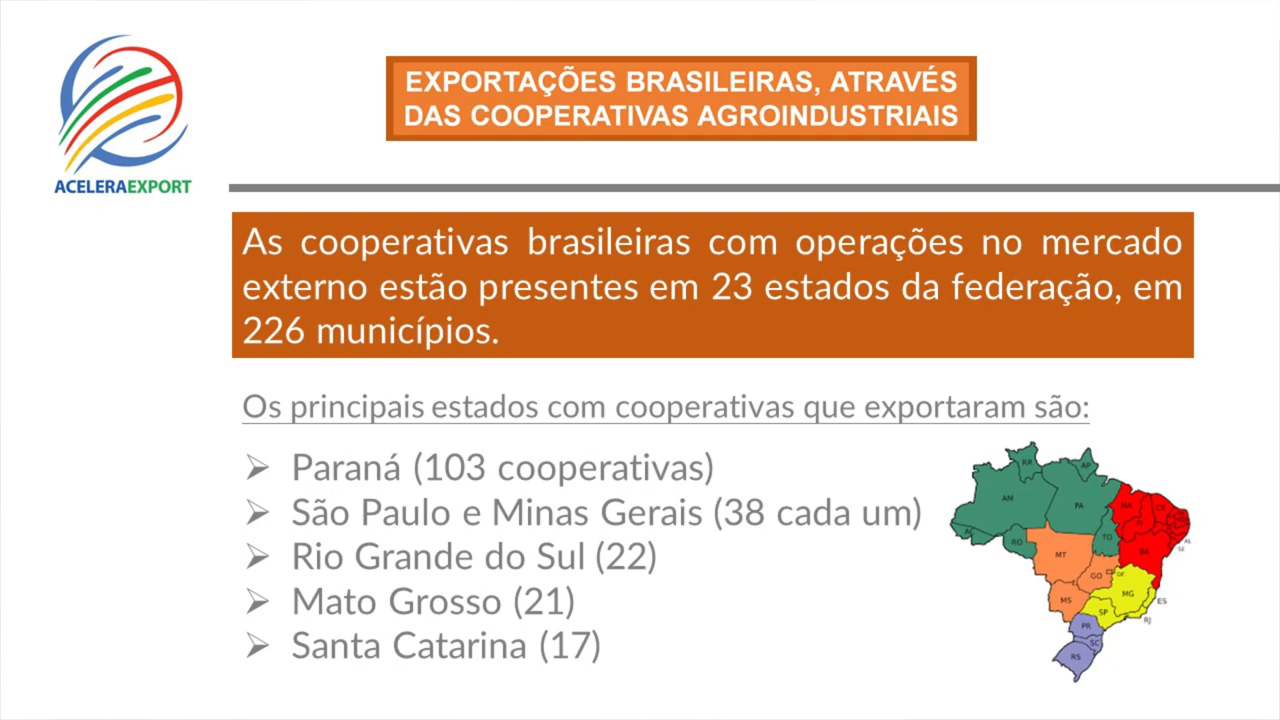 EXPORTAÇÕES BRASILEIRAS, ATRAVÉS
DAS COOPERATIVAS AGROINDUSTRIAIS
ACELERAEXPORT
As cooperativas brasileiras com operações no mercado
externo estão presentes em 23 estados da federação, em
226 municípios.
Os principais estados com cooperativas que exportaram são:
Paraná (103 cooperativas)
São Paulo e Minas Gerais (38 cada um)
Rio Grande do Sul (22)
Mato Grosso (21)
Santa Catarina (17)
RR
AP
AM
PA
MA
CE
PI
AC
RO
TO
AL
SE
BA
MT
GO
DF
MS
MG
ES
SP
RJ
PR
SC
RS